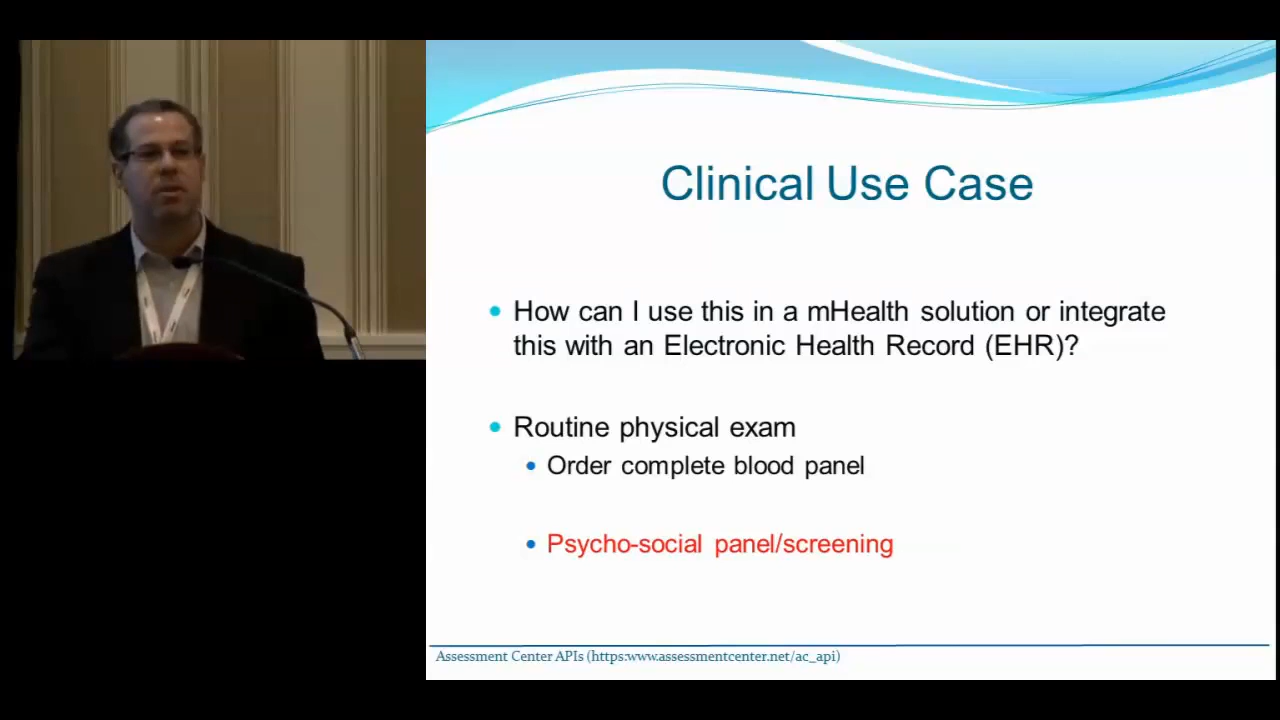 Clinical Use Case
How can I use this in a mHealth solution or integrate
this with an Electronic Health Record (EHR)?
Routine physical exam
Order complete blood panel
Psycho-social panel/screening
Assessment Center APIs (https:www.assessmentcenter.net/ac_api)